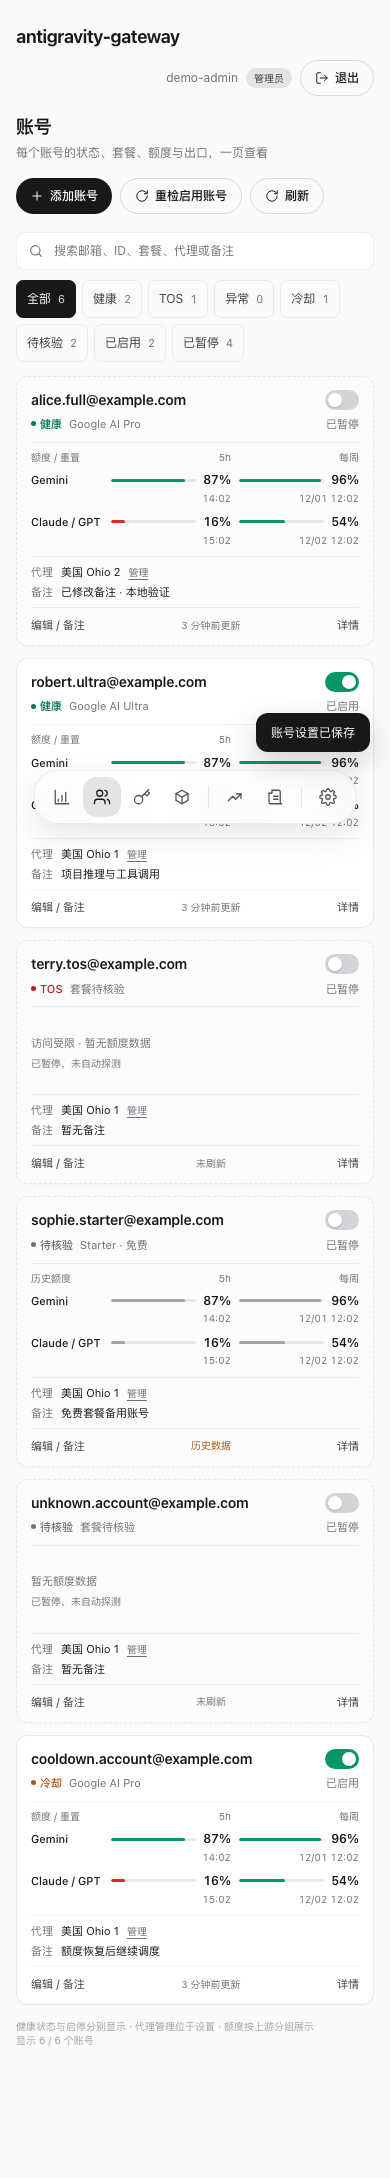 antigravity-gateway
demo-admin 管理员 退出
账号
每个账号的状态、套餐、额度与出口，一页查看
添加账号 重检启用账号 刷新
搜索邮箱、ID、套餐、代理或备注
全部 6 健康 2 TOS 1 异常 0 冷却 1
待核验 2 已启用 2 已暂停 4
alice.full@example.com
健康 Google AI Pro 已暂停
额度 / 重置 5h 每周
Gemini 87% 96%
14:02 12/01 12:02
Claude / GPT 16% 54%
15:02 12/02 12:02
代理 美国 Ohio 2 管理
备注 已修改备注 · 本地验证
编辑 / 备注 3 分钟前更新 详情
robert.ultra@example.com
健康 Google AI Ultra 已启用
额度 / 重置
账号设置已保存
Gemini 87% 96%
代理 美国 Ohio 1 管理
备注 项目推理与工具调用
编辑 / 备注 3 分钟前更新 详情
terry.tos@example.com
TOS 套餐待核验 已暂停
访问受限 · 暂无额度数据
已暂停，未自动探测
代理 美国 Ohio 1 管理
备注 暂无备注
编辑 / 备注 未刷新 详情
sophie.starter@example.com
待核验 Starter · 免费 已暂停
历史额度 5h 每周
Gemini 87% 96%
14:02 12/01 12:02
Claude / GPT 16% 54%
15:02 12/02 12:02
代理 美国 Ohio 1 管理
备注 免费套餐备用账号
编辑 / 备注 历史数据 详情
unknown.account@example.com
待核验 套餐待核验 已暂停
暂无额度数据
已暂停，未自动探测
代理 美国 Ohio 1 管理
备注 暂无备注
编辑 / 备注 未刷新 详情
cooldown.account@example.com
冷却 Google AI Pro 已启用
额度 / 重置 5h 每周
Gemini 87% 96%
14:02 12/01 12:02
Claude / GPT 16% 54%
15:02 12/02 12:02
代理 美国 Ohio 1 管理
备注 额度恢复后继续调度
编辑 / 备注 3 分钟前更新 详情
健康状态与启停分别显示 · 代理管理位于设置 · 额度按上游分组展示
显示 6 / 6 个账号